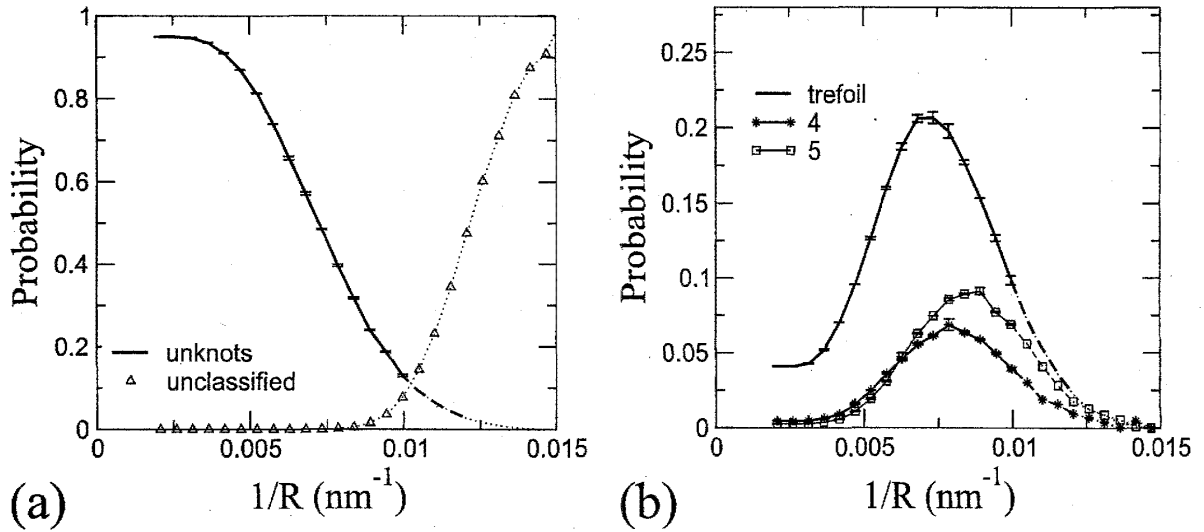 1
0.8
0.6
0.4
0.2
0
Probability
unknots
unclassified
0 0.005 0.01 0.015
1/R (nm⁻¹)
(a)
0.25
0.2
0.15
0.1
0.05
0
Probability
trefoil
4
5
0 0.005 0.01 0.015
1/R (nm⁻¹)
(b)